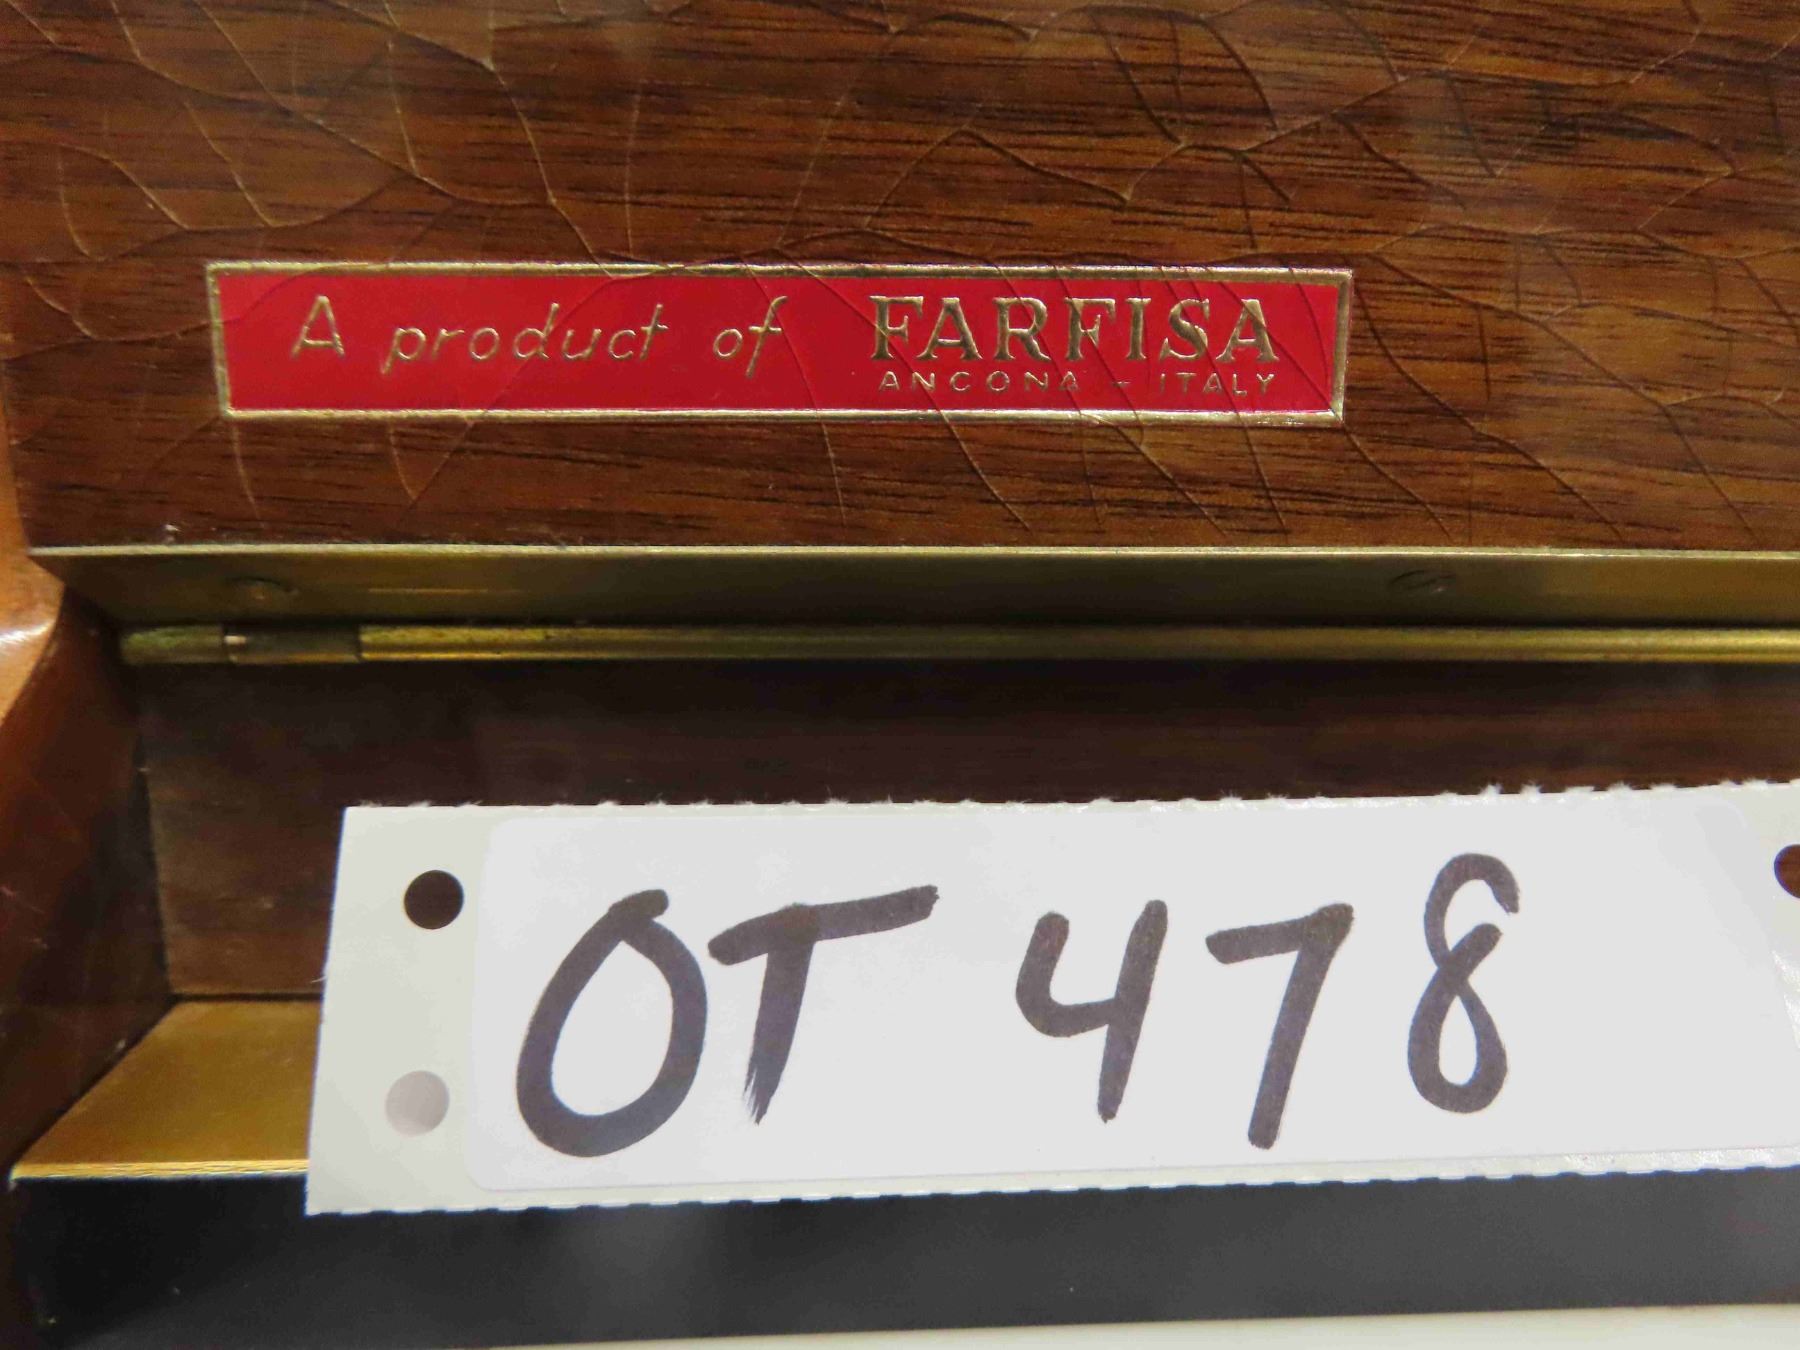 A product of FARFISA
ANCONA - ITALY
OT 478